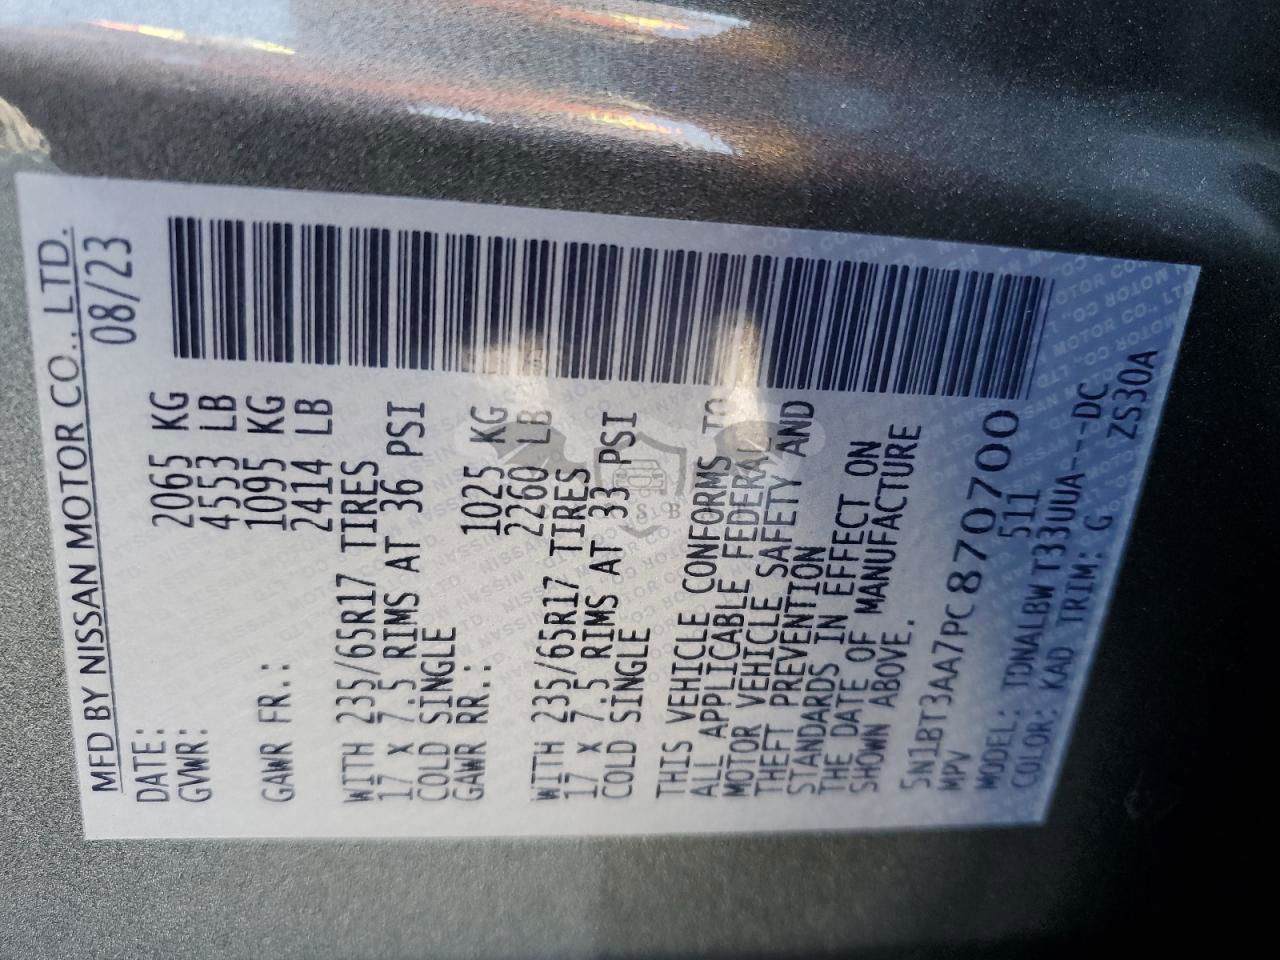 MFD BY NISSAN MOTOR CO., LTD.
DATE: 08/23
GVWR: 2065 KG
4553 LB
GAWR FR.: 1095 KG
2414 LB
WITH 235/65R17 TIRES
17 X 7.5 RIMS AT 36 PSI
COLD SINGLE
GAWR RR.: 1025 KG
2260 LB
WITH 235/65R17 TIRES
17 X 7.5 RIMS AT 33 PSI
COLD SINGLE
THIS VEHICLE CONFORMS TO
ALL APPLICABLE FEDERAL
MOTOR VEHICLE SAFETY AND
THEFT PREVENTION
STANDARDS IN EFFECT ON
THE DATE OF MANUFACTURE
SHOWN ABOVE.
5N1BT3AA7PC870700
MPV 511
MODEL: TDNALBW T33UUA----DC
COLOR: KAD TRIM: G ZS30A